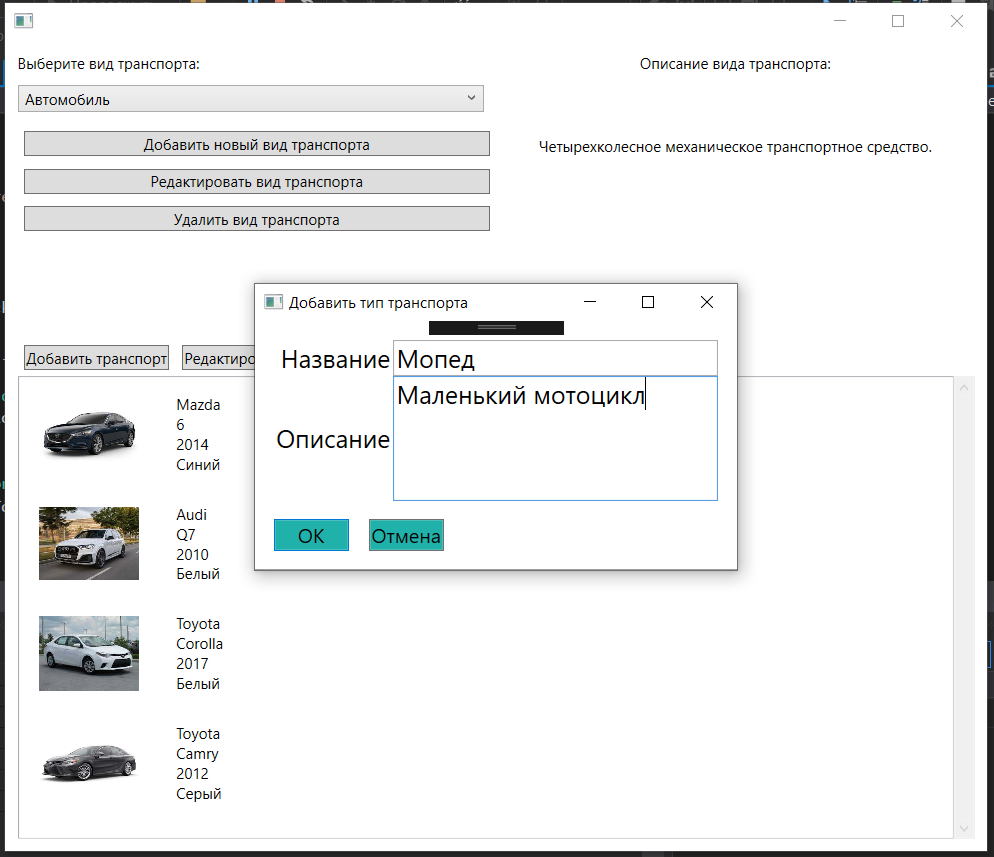 Выберите вид транспорта:
Описание вида транспорта:
Автомобиль
Добавить новый вид транспорта
Четырехколесное механическое транспортное средство.
Редактировать вид транспорта
Удалить вид транспорта
Добавить тип транспорта
Название
Мопед
Маленький мотоцикл
Описание
OK
Отмена
Добавить транспорт
Редактиро
Mazda
6
2014
Синий
Audi
Q7
2010
Белый
Toyota
Corolla
2017
Белый
Toyota
Camry
2012
Серый